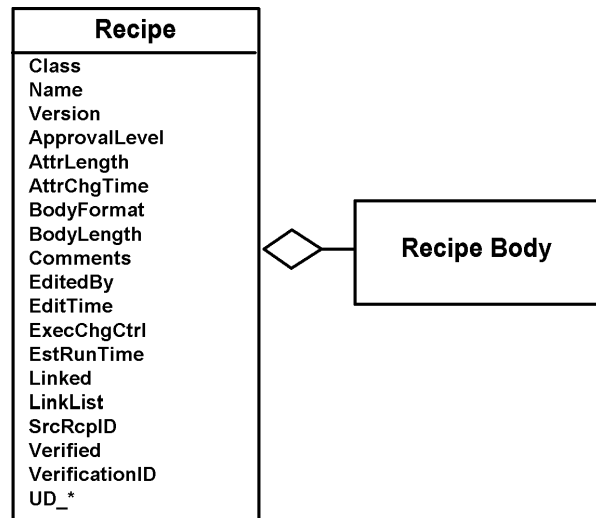 Recipe
Class
Name
Version
ApprovalLevel
AttrLength
AttrChgTime
BodyFormat
BodyLength
Comments
EditedBy
EditTime
ExecChgCtrl
EstRunTime
Linked
LinkList
SrcRcpID
Verified
VerificationID
UD_*
Recipe Body